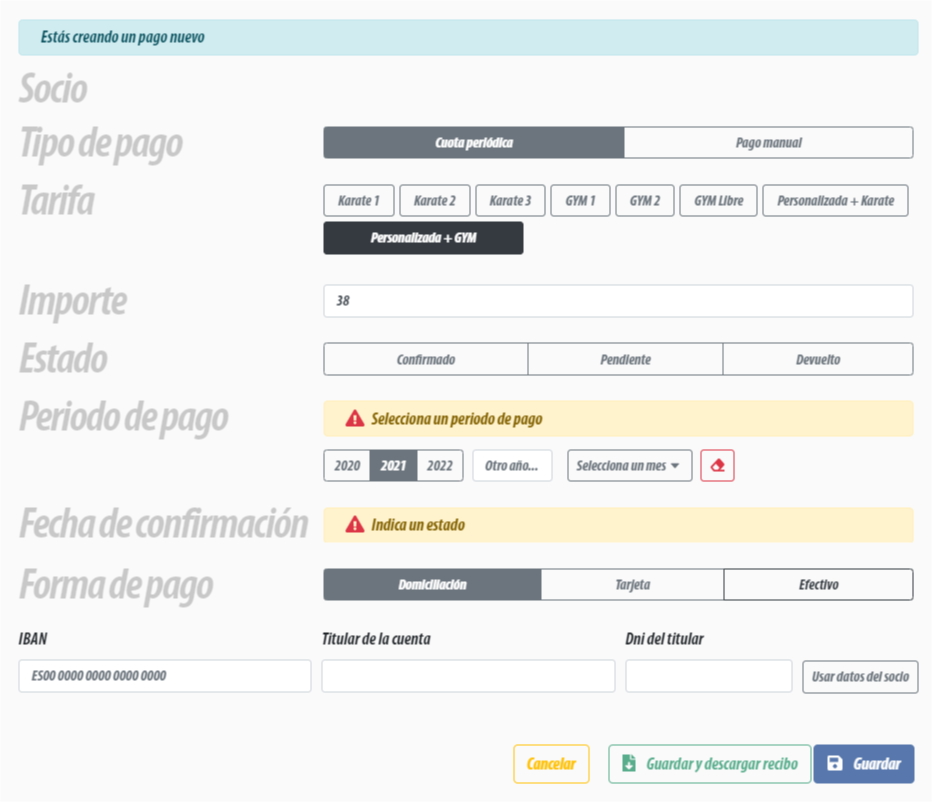 Estás creando un pago nuevo
Socio
Tipo de pago
Cuota periódica
Pago manual
Tarifa
Karate 1
Karate 2
Karate 3
GYM 1
GYM 2
GYM Libre
Personalizada + Karate
Personalizada + GYM
Importe
38
Estado
Confirmado
Pendiente
Devuelto
Periodo de pago
Selecciona un periodo de pago
2020
2021
2022
Otro año...
Selecciona un mes
Fecha de confirmación
Indica un estado
Forma de pago
Domiciliación
Tarjeta
Efectivo
IBAN
Titular de la cuenta
Dni del titular
ES00 0000 0000 0000 0000
Usar datos del socio
Cancelar
Guardar y descargar recibo
Guardar